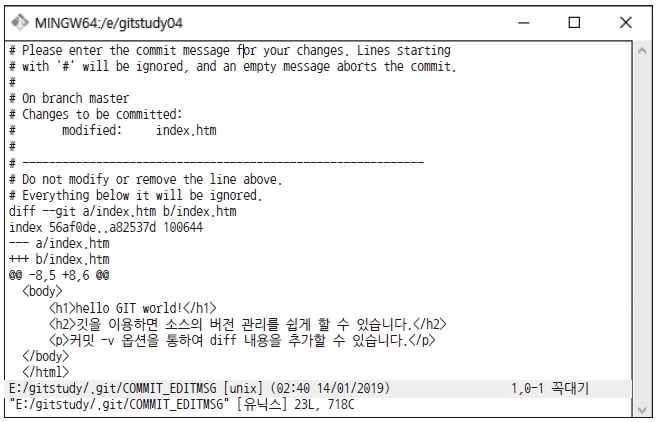 MINGW64:/e/gitstudy04
# Please enter the commit message for your changes. Lines starting
# with '#' will be ignored, and an empty message aborts the commit.
#
# On branch master
# Changes to be committed:
#       modified:     index.htm
#
# ------------------------------------------------------------
# Do not modify or remove the line above.
# Everything below it will be ignored.
diff --git a/index.htm b/index.htm
index 56af0de..a82537d 100644
--- a/index.htm
+++ b/index.htm
@@ -8,5 +8,6 @@
  <body>
      <h1>hello GIT world!</h1>
      <h2>깃을 이용하면 소스의 버전 관리를 쉽게 할 수 있습니다.</h2>
      <p>커밋 -v 옵션을 통하여 diff 내용을 추가할 수 있습니다.</p>
  </body>
  </html>
E:/gitstudy/.git/COMMIT_EDITMSG [unix] (02:40 14/01/2019) 1,0-1 꼭대기
"E:/gitstudy/.git/COMMIT_EDITMSG" [유닉스] 23L, 718C